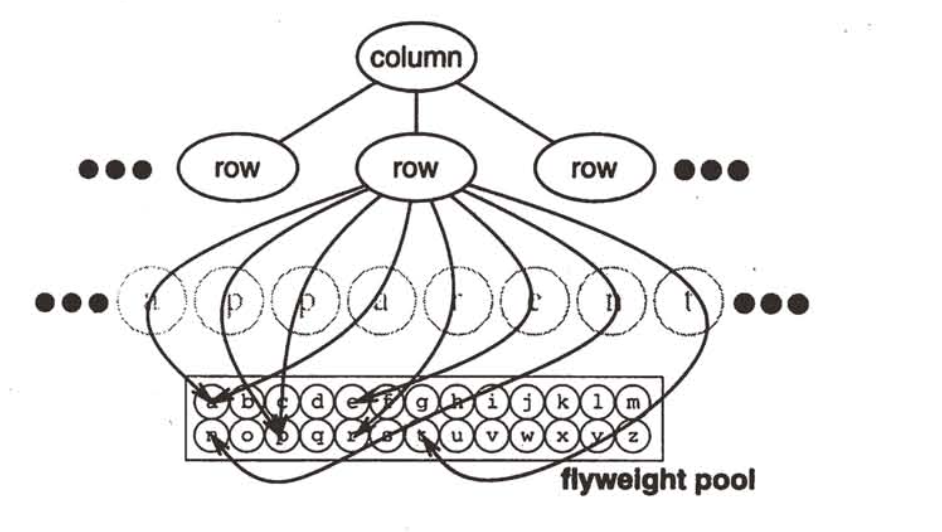 column
row row row
a p p a r e n t
a b c d e f g h i j k l m
n o p q r s t u v w x y z
flyweight pool